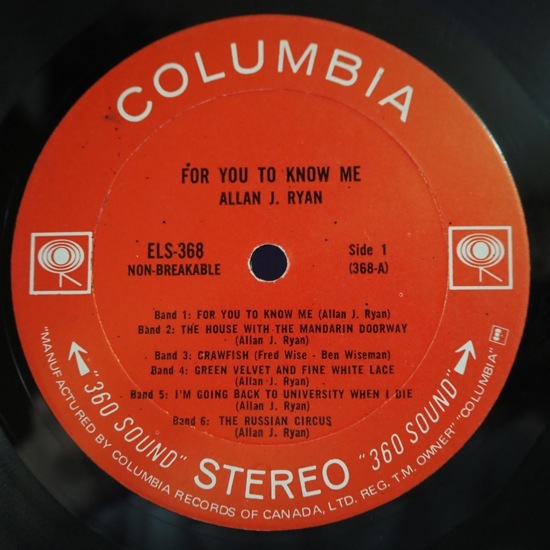 COLUMBIA
FOR YOU TO KNOW ME
ALLAN J. RYAN
ELS-368
NON-BREAKABLE
Side 1
(368-A)
Band 1: FOR YOU TO KNOW ME (Allan J. Ryan)
Band 2: THE HOUSE WITH THE MANDARIN DOORWAY
(Allan J. Ryan)
Band 3: CRAWFISH (Fred Wise - Ben Wiseman)
Band 4: GREEN VELVET AND FINE WHITE LACE
(Allan J. Ryan)
Band 5: I'M GOING BACK TO UNIVERSITY WHEN I DIE
(Allan J. Ryan)
Band 6: THE RUSSIAN CIRCUS
(Allan J. Ryan)
"360 SOUND" STEREO "360 SOUND"
"MANUFACTURED BY COLUMBIA RECORDS OF CANADA, LTD. REG. T.M. OWNER" "COLUMBIA"